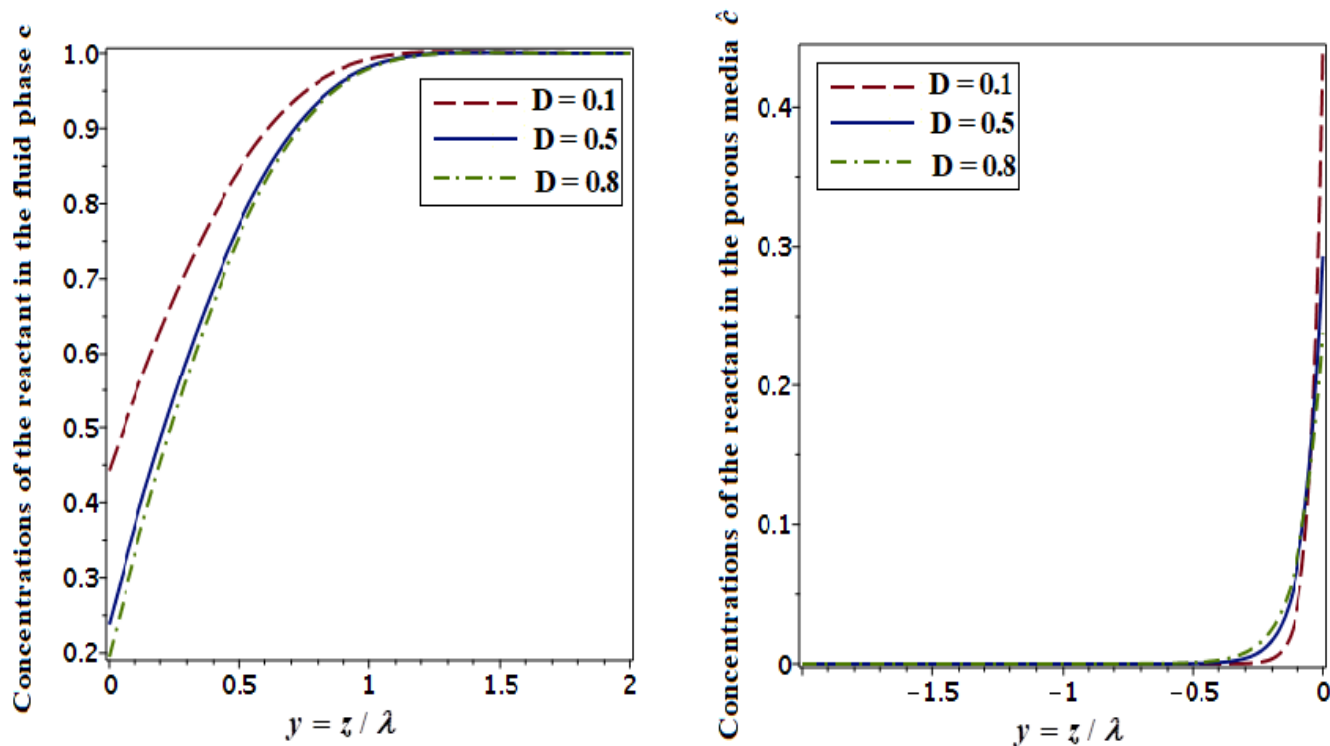 Concentrations of the reactant in the fluid phase c
1.0
0.9
0.8
0.7
0.6
0.5
0.4
0.3
0.2
0
0.5
1
1.5
2
y = z / λ
D = 0.1
D = 0.5
D = 0.8
Concentrations of the reactant in the porous media ĉ
0.4
0.3
0.2
0.1
0
−1.5
−1
−0.5
0
y = z / λ
D = 0.1
D = 0.5
D = 0.8